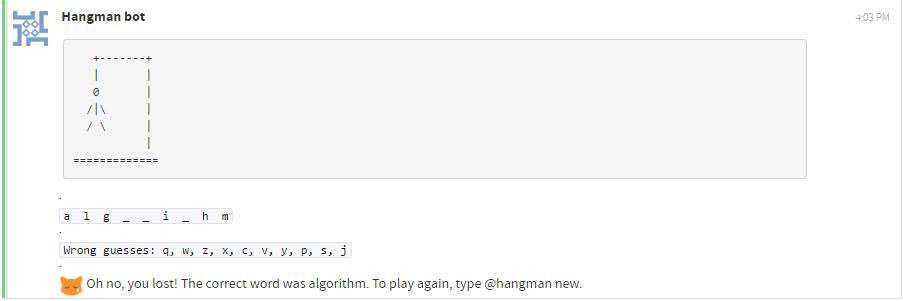 Hangman bot
4:03 PM
+-------+
|       |
0       |
/|\      |
/ \      |
|
=============
.
a l g _ _ i _ h m
.
Wrong guesses: q, w, z, x, c, v, y, p, s, j
.
Oh no, you lost! The correct word was algorithm. To play again, type @hangman new.